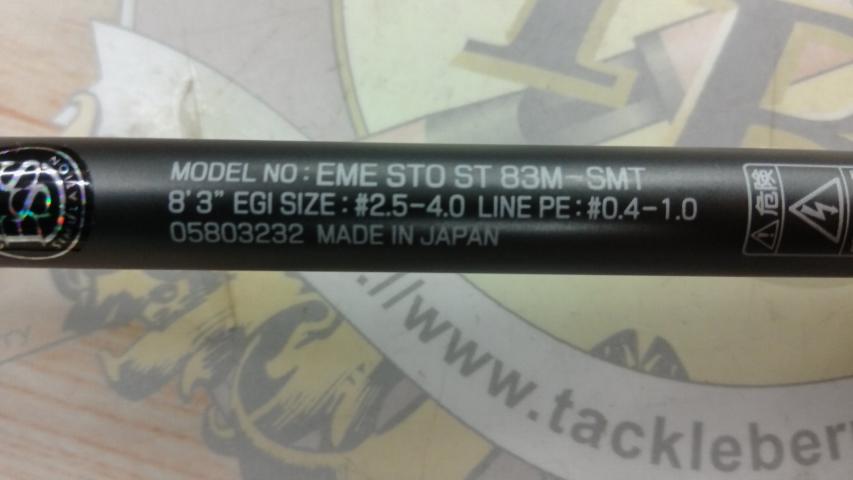 MODEL NO : EME STO ST 83M-SMT
8'3" EGI SIZE : #2.5-4.0 LINE PE : #0.4-1.0
05803232 MADE IN JAPAN
危険
www.tackleber